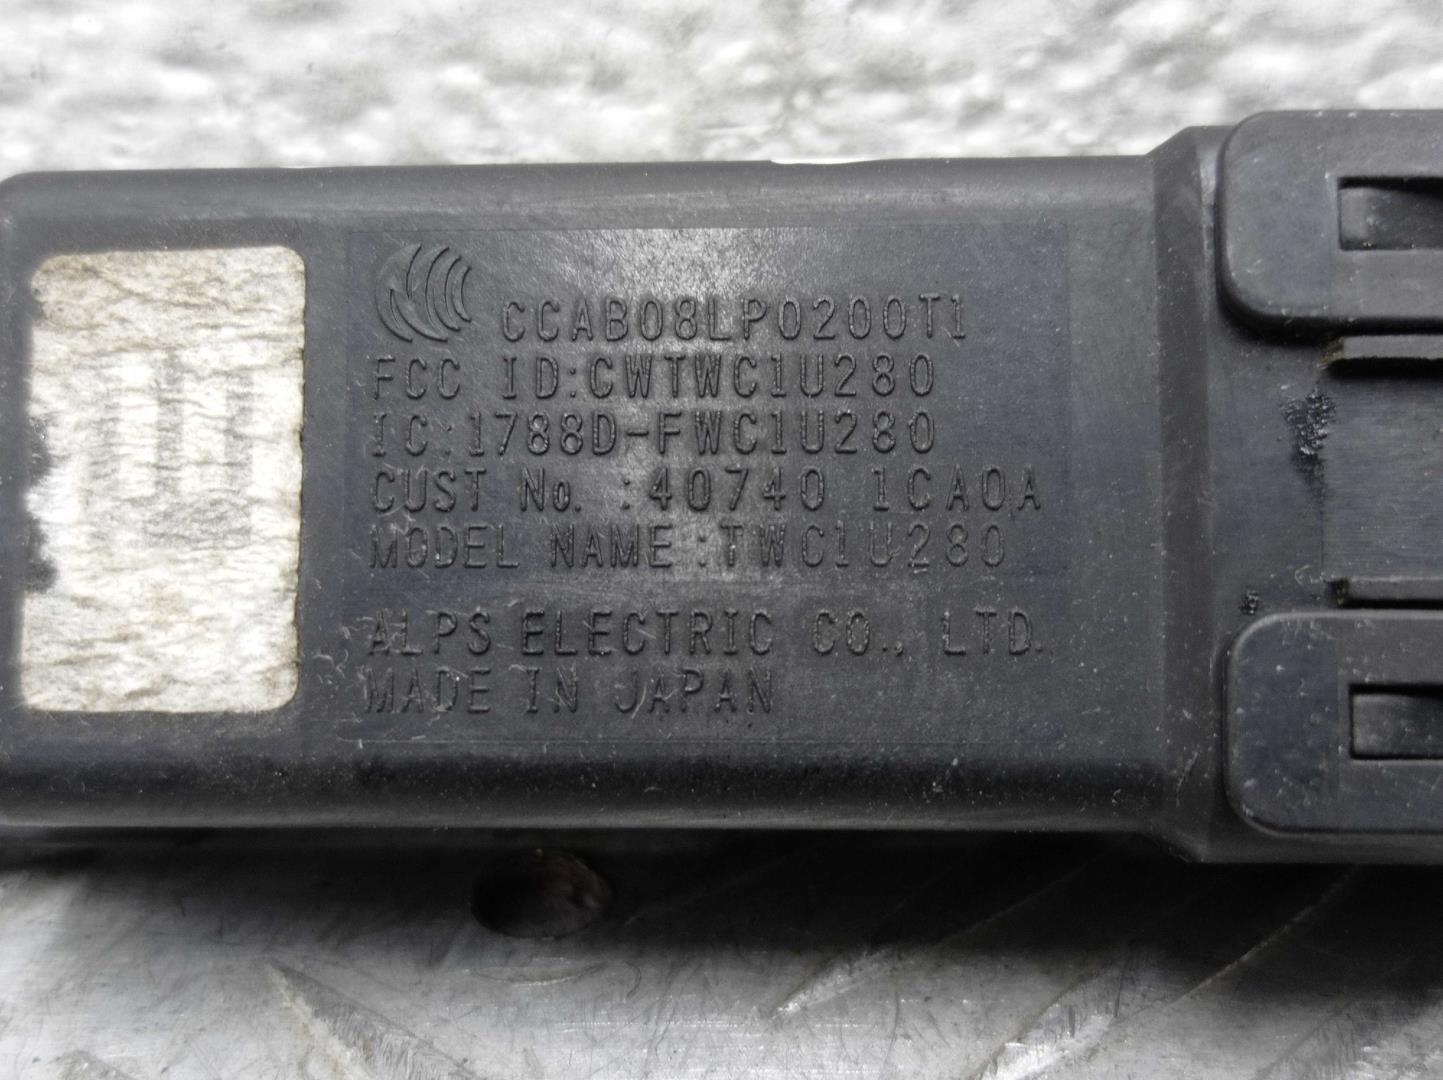 CCAB08LP0200T1
FCC ID:CWTWC1U280
IC:1788D-FWC1U280
CUST No. :40740 1CA0A
MODEL NAME:TWC1U280
ALPS ELECTRIC CO., LTD.
MADE IN JAPAN